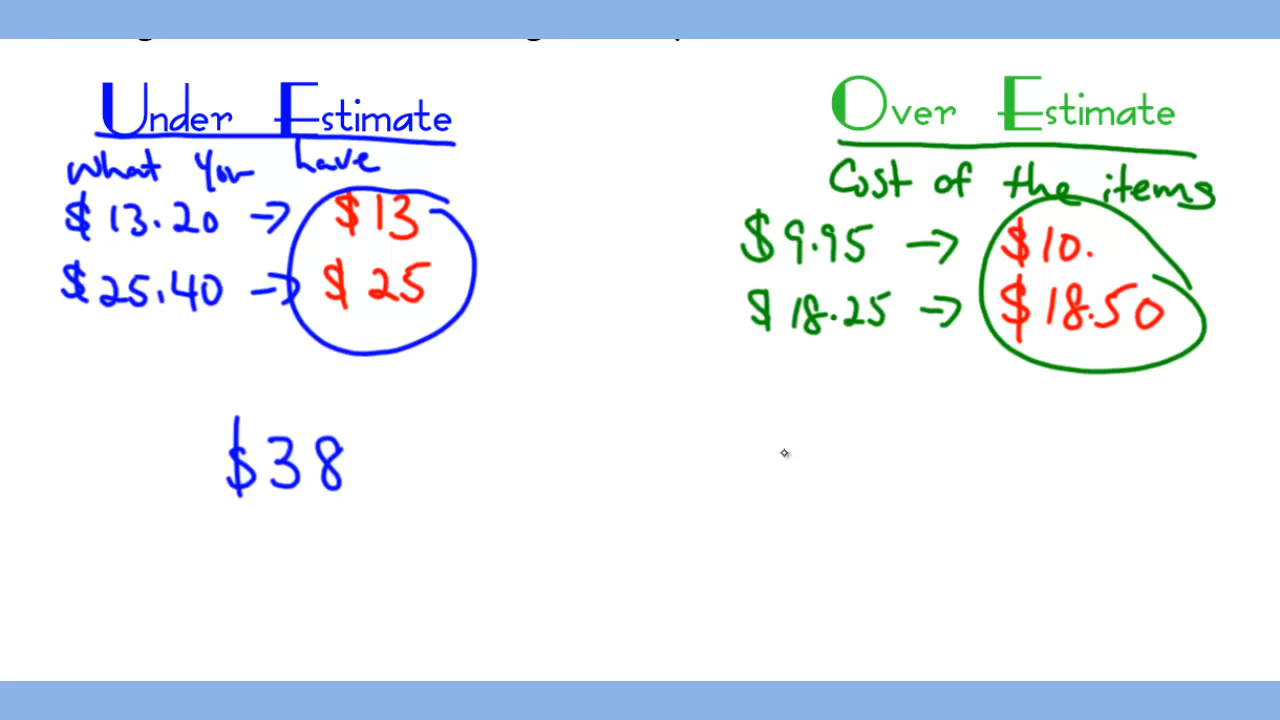 Under Estimate
What you have
$13.20 → $13
$25.40 → $25
$38
Over Estimate
Cost of the items
$9.95 → $10.
$18.25 → $18.50